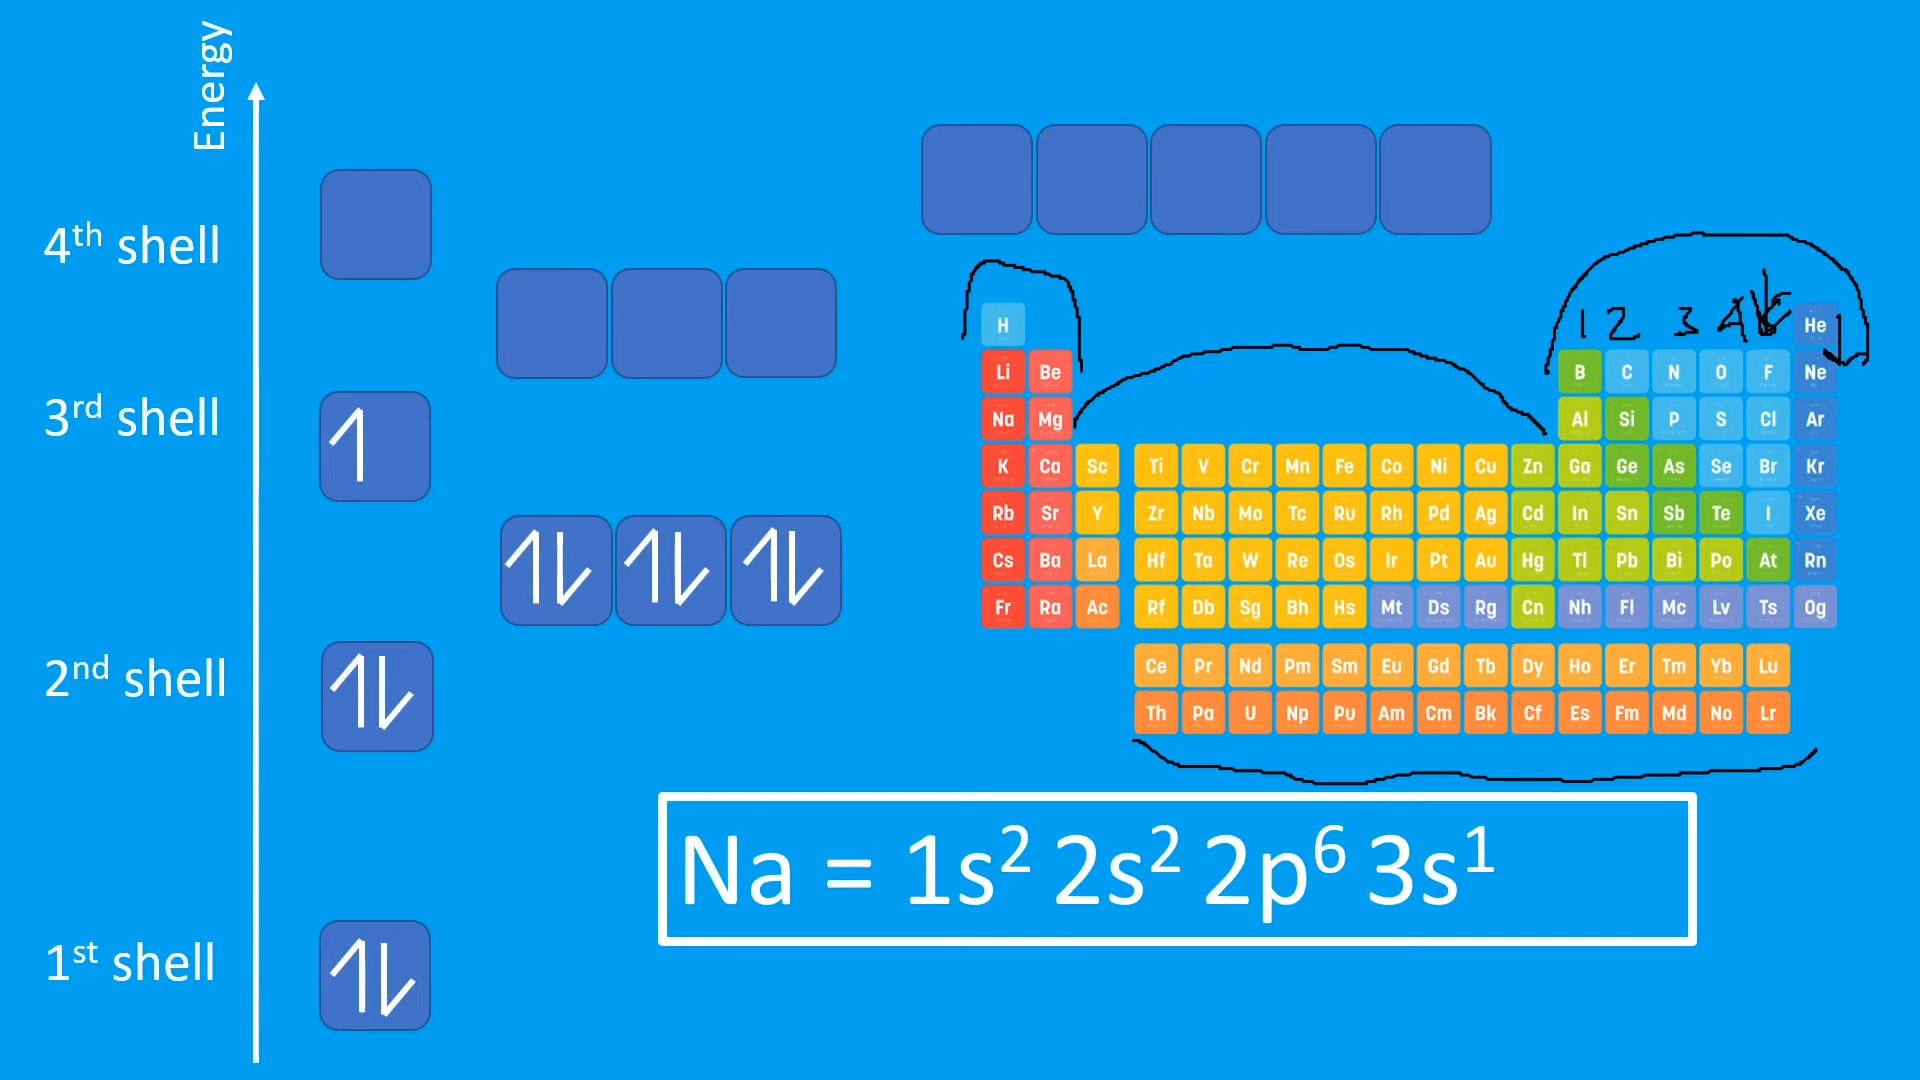 Energy
4th shell
3rd shell
2nd shell
1st shell
1 2 3 4
H He
Li Be B C N O F Ne
Na Mg Al Si P S Cl Ar
K Ca Sc Ti V Cr Mn Fe Co Ni Cu Zn Ga Ge As Se Br Kr
Rb Sr Y Zr Nb Mo Tc Ru Rh Pd Ag Cd In Sn Sb Te I Xe
Cs Ba La Hf Ta W Re Os Ir Pt Au Hg Tl Pb Bi Po At Rn
Fr Ra Ac Rf Db Sg Bh Hs Mt Ds Rg Cn Nh Fl Mc Lv Ts Og
Ce Pr Nd Pm Sm Eu Gd Tb Dy Ho Er Tm Yb Lu
Th Pa U Np Pu Am Cm Bk Cf Es Fm Md No Lr
Na = 1s² 2s² 2p⁶ 3s¹